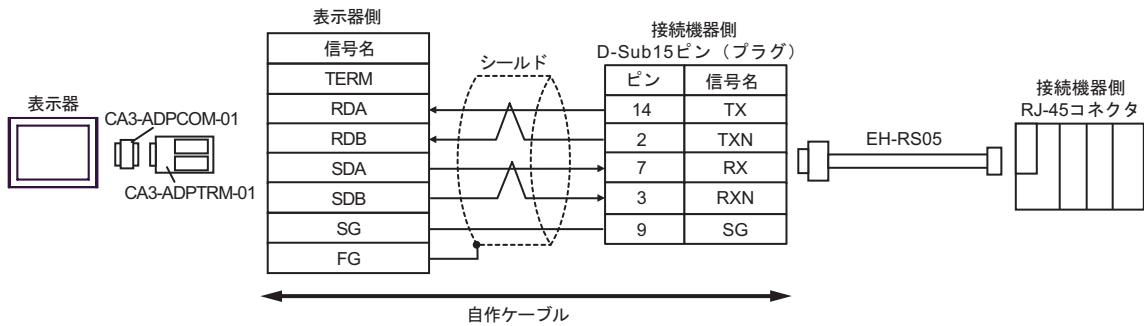 表示器
CA3-ADPCOM-01
CA3-ADPTRM-01
表示器側
信号名
TERM
RDA
RDB
SDA
SDB
SG
FG
シールド
接続機器側
D-Sub15ピン（プラグ）
ピン 信号名
14 TX
2 TXN
7 RX
3 RXN
9 SG
EH-RS05
接続機器側
RJ-45コネクタ
自作ケーブル